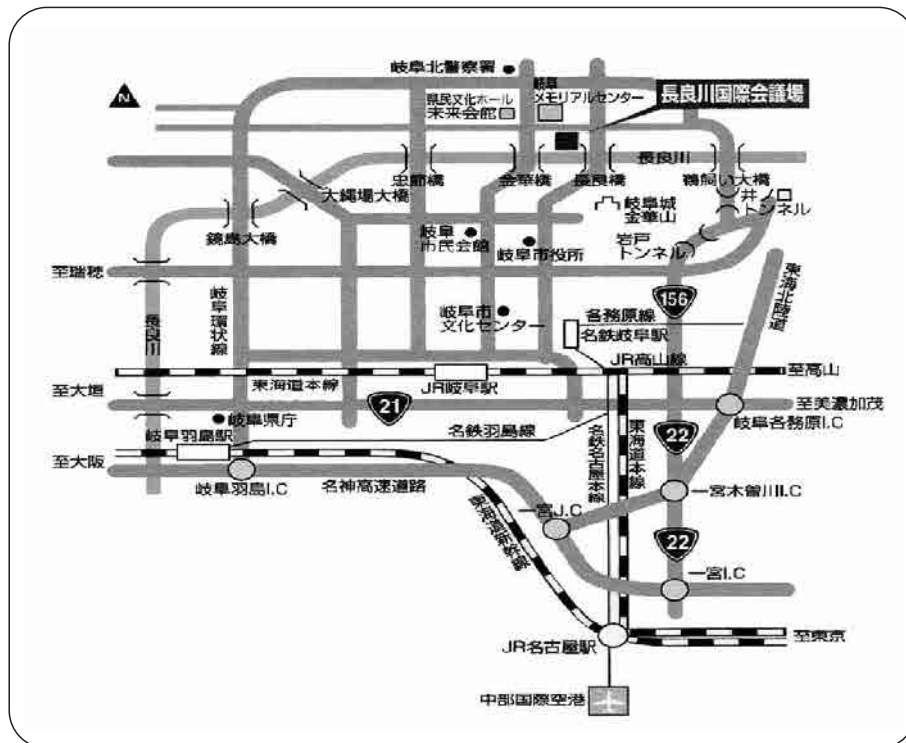 岐阜北警察署
N
県民文化ホール
未来会館
岐阜
メモリアルセンター
長良川国際会議場
長良川
忠節橋
金華橋
長良橋
鵜飼い大橋
大縄場大橋
岐阜城
金華山
井ノ口
トンネル
鏡島大橋
岐阜
市民会館
岐阜市役所
岩戸
トンネル
至瑞穂
東海北陸道
156
長良川
岐阜環状線
岐阜市
文化センター
各務原線
名鉄岐阜駅
JR高山線
至高山
東海道本線
JR岐阜駅
至大垣
21
至美濃加茂
岐阜県庁
岐阜各務原I.C
岐阜羽島駅
名鉄羽島線
名鉄名古屋本線
東海道本線
22
至大阪
岐阜羽島I.C
名神高速道路
一宮木曽川I.C
東海道新幹線
一宮J.C
22
一宮I.C
JR名古屋駅
至東京
中部国際空港